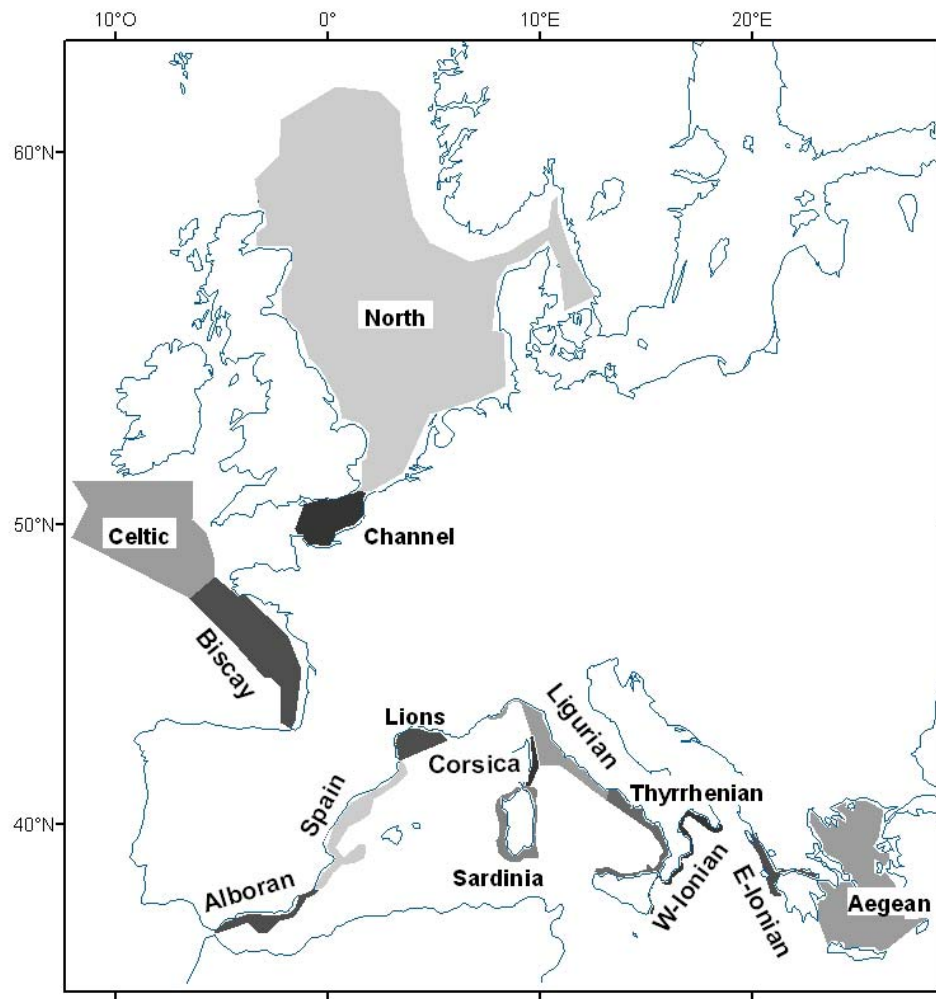 10°O 0° 10°E 20°E
60°N
North
50°N
Celtic
Channel
Biscay
Lions
Ligurian
Corsica
Spain
Thyrrhenian
40°N
Sardinia
W-Ionian
E-Ionian
Alboran
Aegean